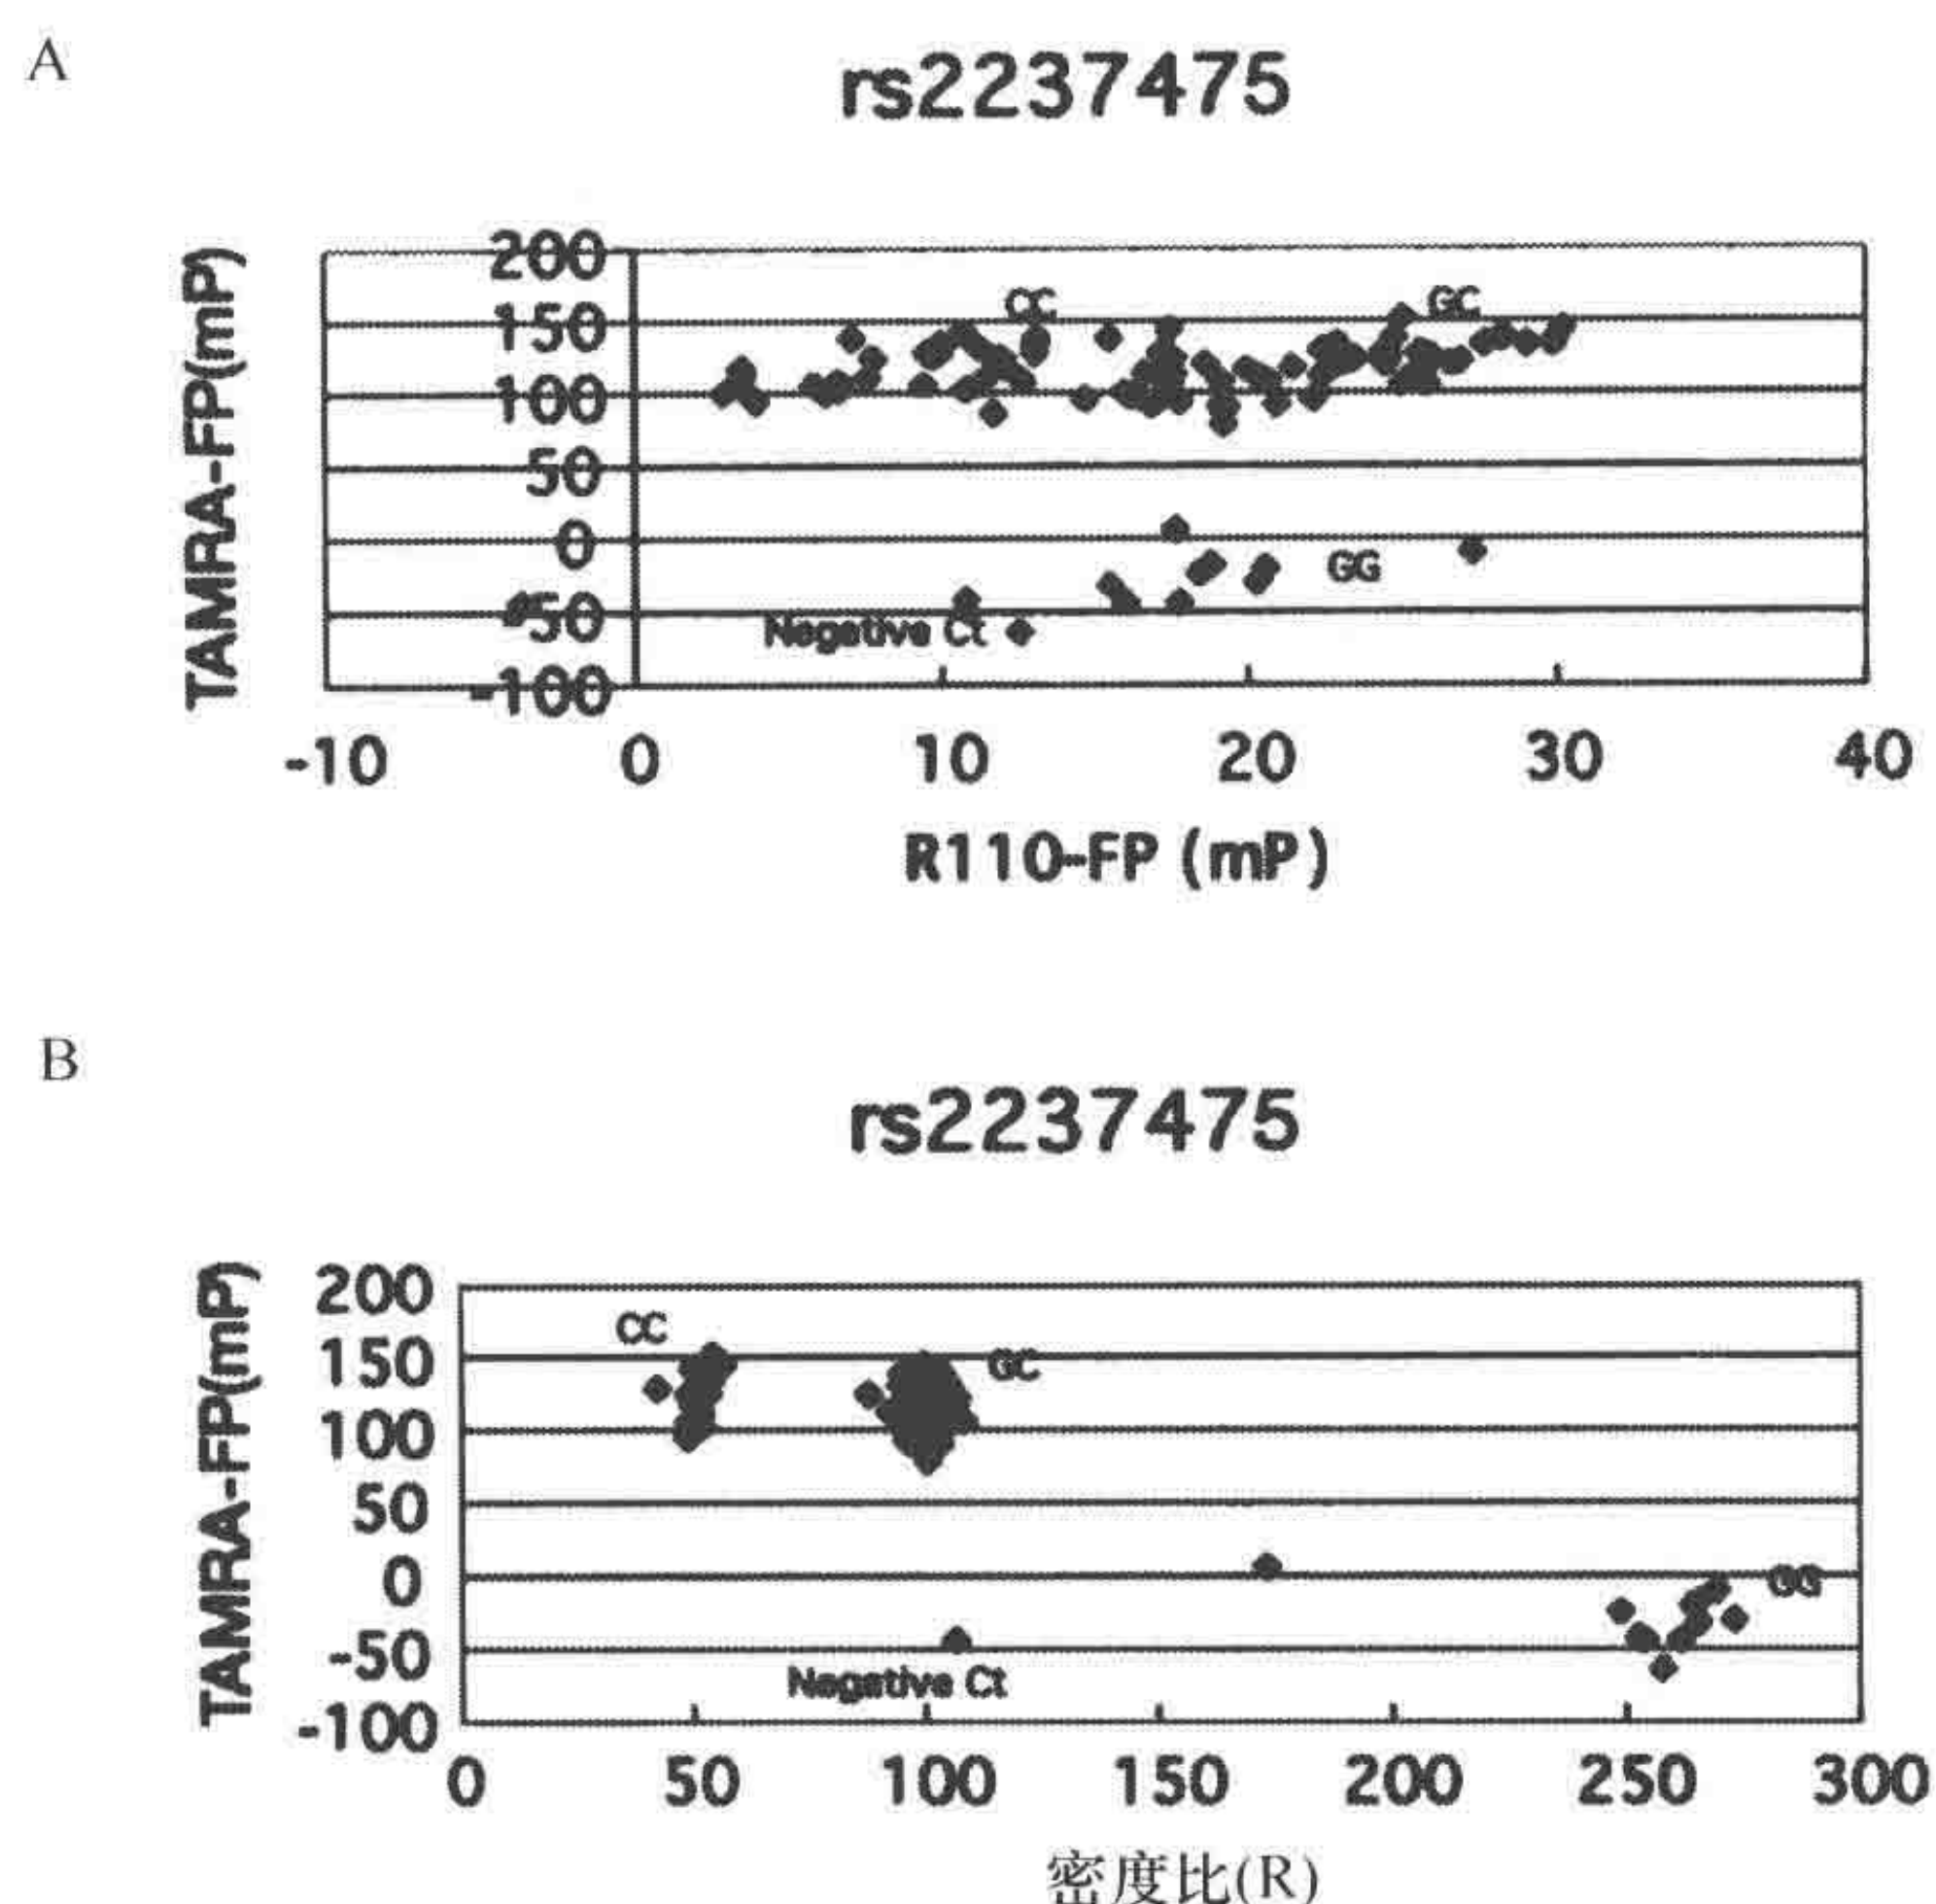 A
rs2237475
TAMRA-FP(mP)
200
150
100
50
0
-50
-100
CC
GC
GG
Negative Ct
-10 0 10 20 30 40
R110-FP (mP)
B
rs2237475
TAMRA-FP(mP)
200
150
100
50
0
-50
-100
CC
GC
GG
Negative Ct
0 50 100 150 200 250 300
密度比(R)